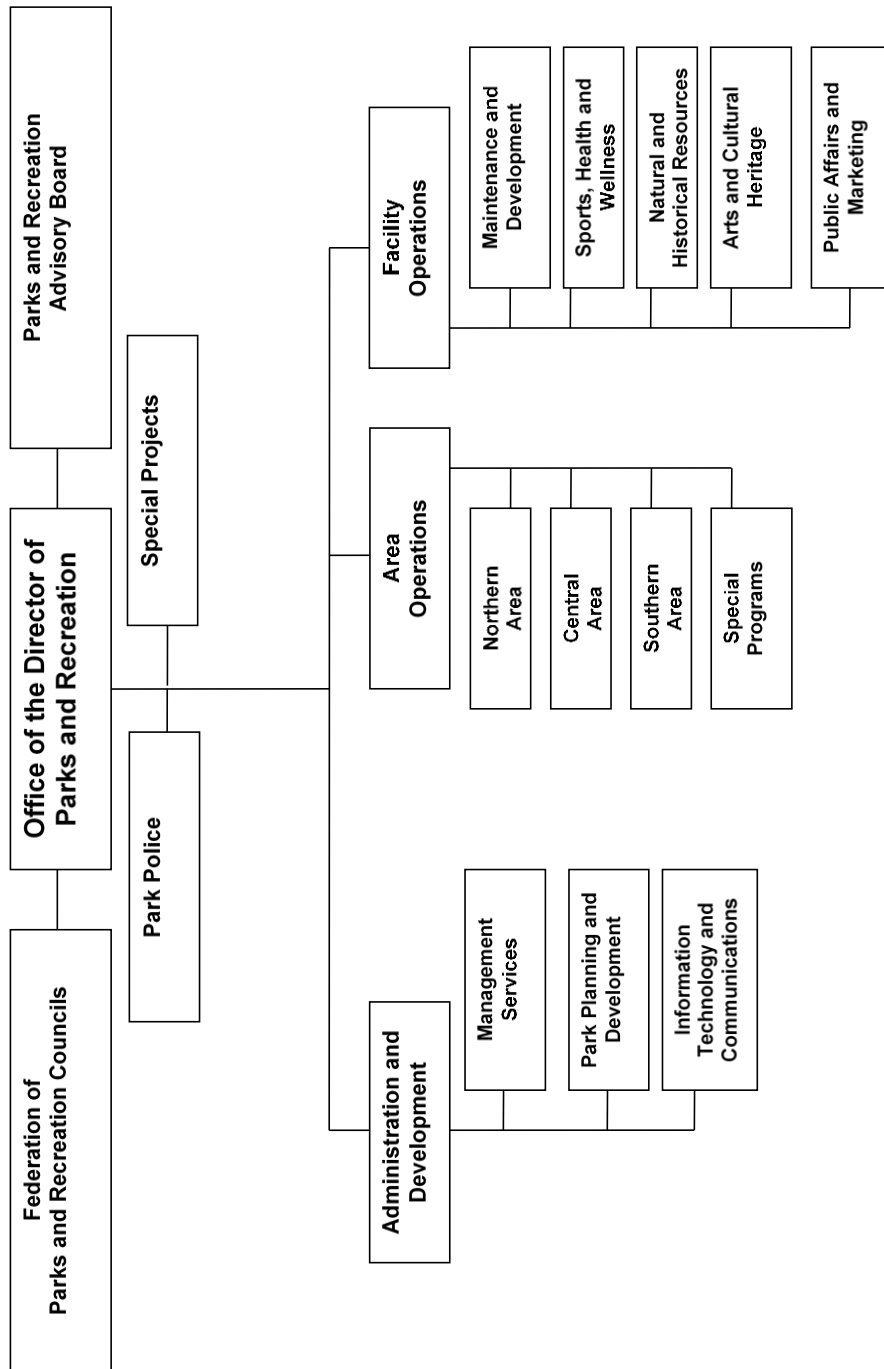 Federation of
Parks and Recreation Councils
Office of the Director of
Parks and Recreation
Parks and Recreation
Advisory Board
Park Police
Special Projects
Administration and
Development
Area
Operations
Facility
Operations
Management
Services
Park Planning and
Development
Information
Technology and
Communications
Northern
Area
Central
Area
Southern
Area
Special
Programs
Maintenance and
Development
Sports, Health and
Wellness
Natural and
Historical Resources
Arts and Cultural
Heritage
Public Affairs and
Marketing